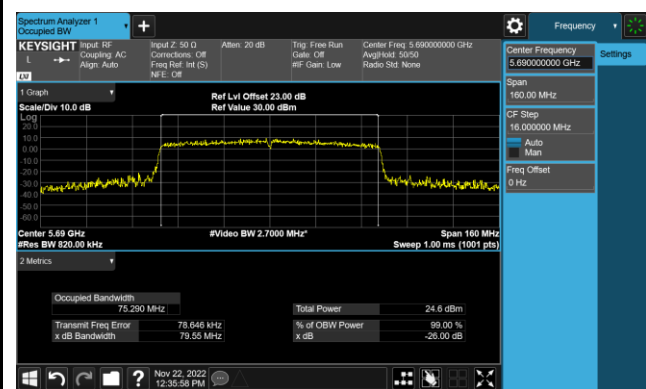 Spectrum Analyzer 1
Occupied BW
+
Frequency
KEYSIGHT
L
LXI
Input: RF
Coupling: AC
Align: Auto
Input Z: 50 Ω
Corrections: Off
Freq Ref: Int (S)
NFE: Off
Atten: 20 dB
Trig: Free Run
Gate: Off
#IF Gain: Low
Center Freq: 5.690000000 GHz
Avg|Hold: 50/50
Radio Std: None
Center Frequency
5.690000000 GHz
Settings
Span
160.00 MHz
CF Step
16.000000 MHz
Auto
Man
Freq Offset
0 Hz
1 Graph
Scale/Div 10.0 dB
Ref Lvl Offset 23.00 dB
Ref Value 30.00 dBm
Log
20.0
10.0
0.00
-10.0
-20.0
-30.0
-40.0
-50.0
-60.0
Center 5.69 GHz
#Res BW 820.00 kHz
#Video BW 2.7000 MHz*
Span 160 MHz
Sweep 1.00 ms (1001 pts)
2 Metrics
Occupied Bandwidth
75.290 MHz
Total Power 24.6 dBm
Transmit Freq Error 78.646 kHz
% of OBW Power 99.00 %
x dB Bandwidth 79.55 MHz
x dB -26.00 dB
?
Nov 22, 2022
12:35:58 PM